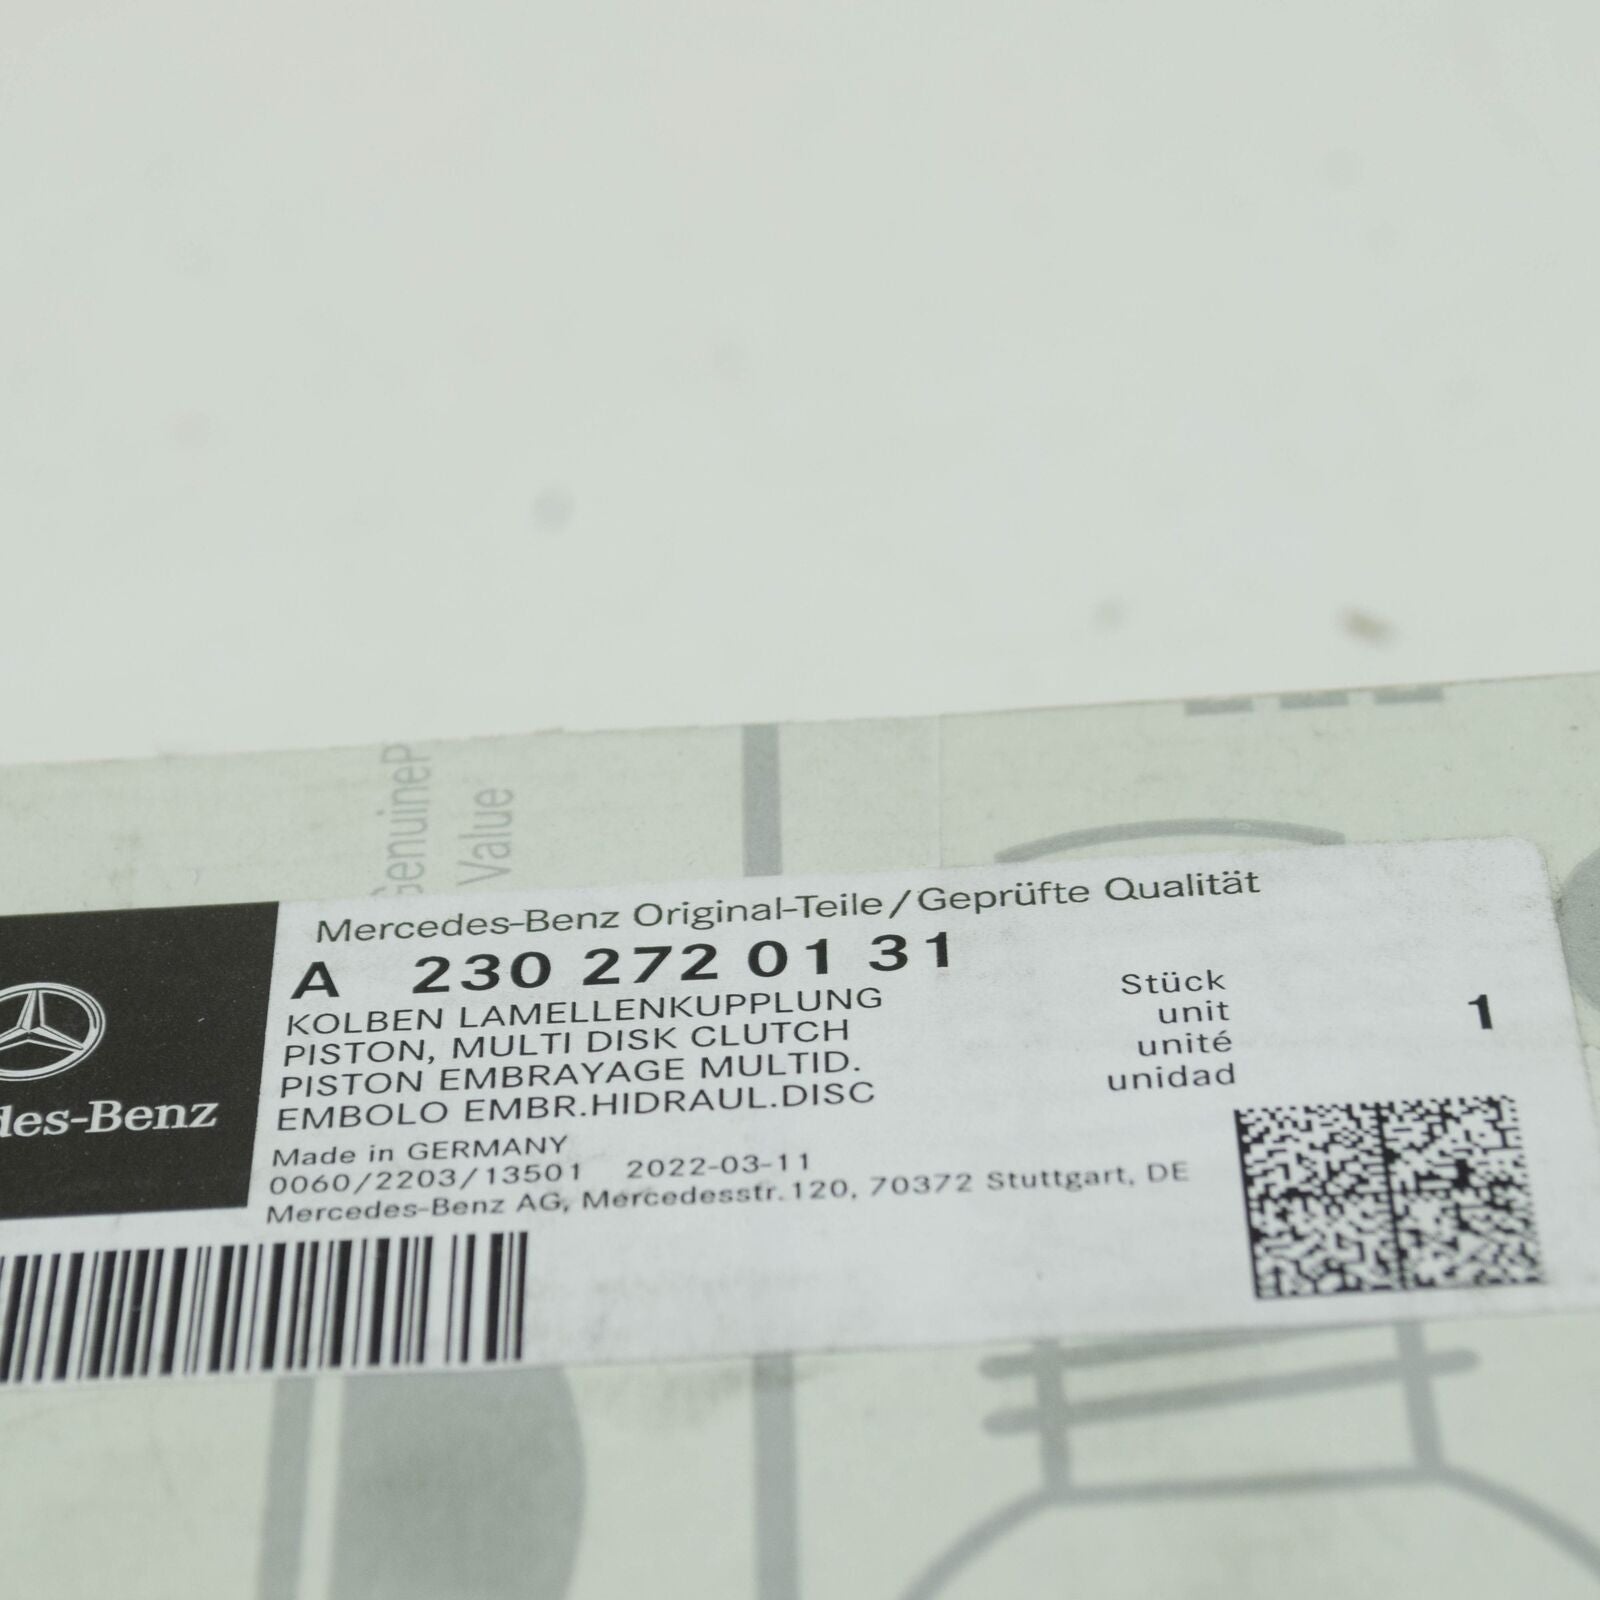 GenuineP
Value
Mercedes-Benz Original-Teile/Geprüfte Qualität
A 230 272 01 31
KOLBEN LAMELLENKUPPLUNG
PISTON, MULTI DISK CLUTCH
PISTON EMBRAYAGE MULTID.
EMBOLO EMBR.HIDRAUL.DISC
Stück
unit 1
unité
unidad
des-Benz
Made in GERMANY
0060/2203/13501 2022-03-11
Mercedes-Benz AG, Mercedesstr.120, 70372 Stuttgart, DE